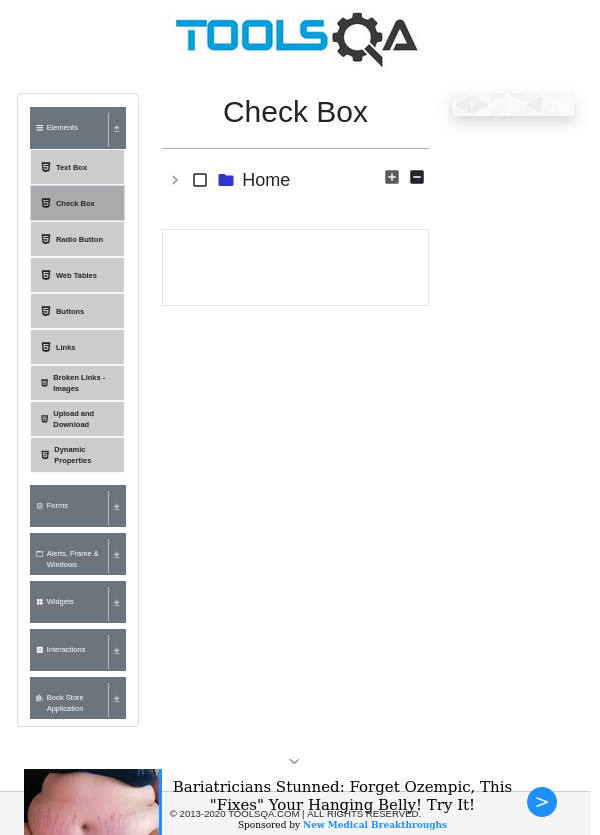 TOOLSQA
Check Box
Elements
Text Box
Check Box
Radio Button
Web Tables
Buttons
Links
Broken Links -
Images
Upload and
Download
Dynamic
Properties
Forms
Alerts, Frame &
Windows
Widgets
Interactions
Book Store
Application
Home
Bariatricians Stunned: Forget Ozempic, This
"Fixes" Your Hanging Belly! Try It!
© 2013-2020 TOOLSQA.COM | ALL RIGHTS RESERVED.
Sponsored by New Medical Breakthroughs